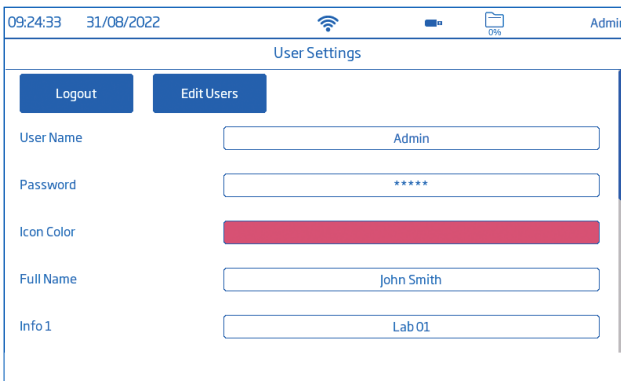 09:24:33 31/08/2022 0% Admin
User Settings
Logout Edit Users
User Name Admin
Password *****
Icon Color
Full Name John Smith
Info 1 Lab 01